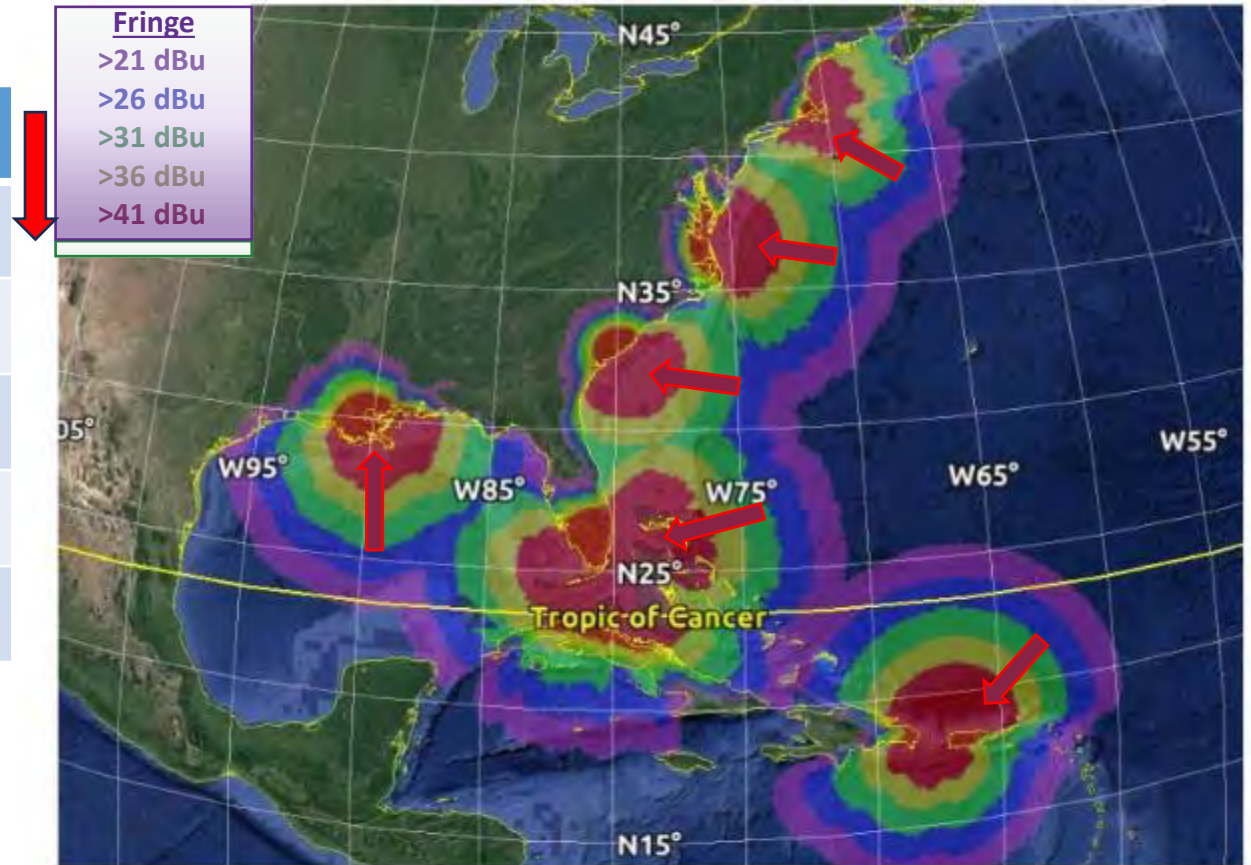 Fringe
>21 dBu
>26 dBu
>31 dBu
>36 dBu
>41 dBu
N45°
N35°
05°
W95°
W85°
W75°
W65°
W55°
N25°
Tropic of Cancer
N15°